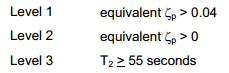 Level 1 equivalent ζp > 0.04
Level 2 equivalent ζp > 0
Level 3 T2 ≥ 55 seconds